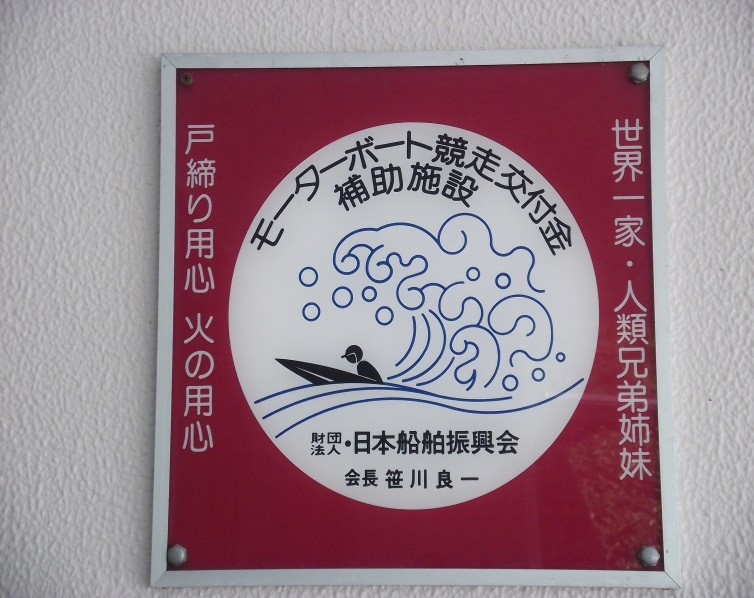 世界一家・人類兄弟姉妹
モーターボート競走交付金
補助施設
財団法人・日本船舶振興会
会長 笹川良一
戸締り用心 火の用心